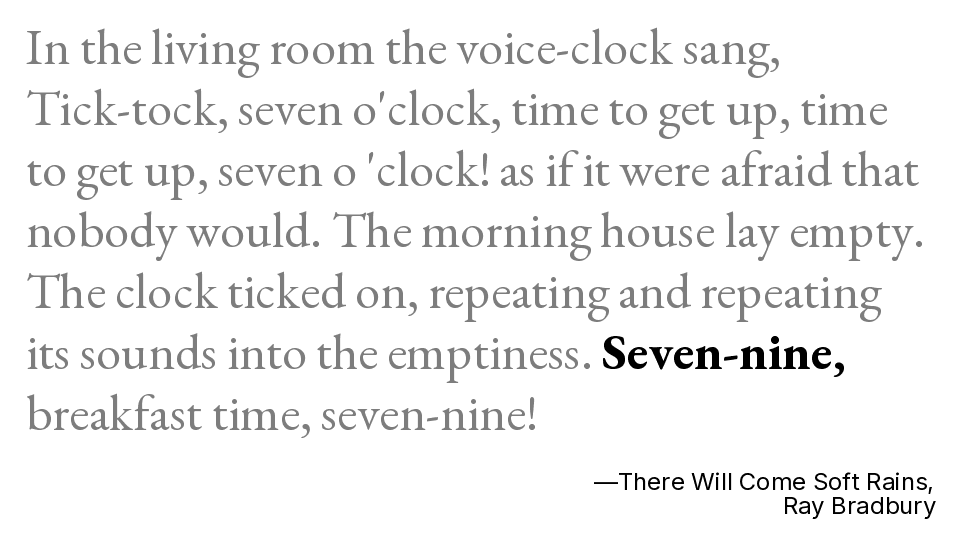 In the living room the voice-clock sang,
Tick-tock, seven o'clock, time to get up, time
to get up, seven o 'clock! as if it were afraid that
nobody would. The morning house lay empty.
The clock ticked on, repeating and repeating
its sounds into the emptiness. Seven-nine,
breakfast time, seven-nine!
—There Will Come Soft Rains,
Ray Bradbury